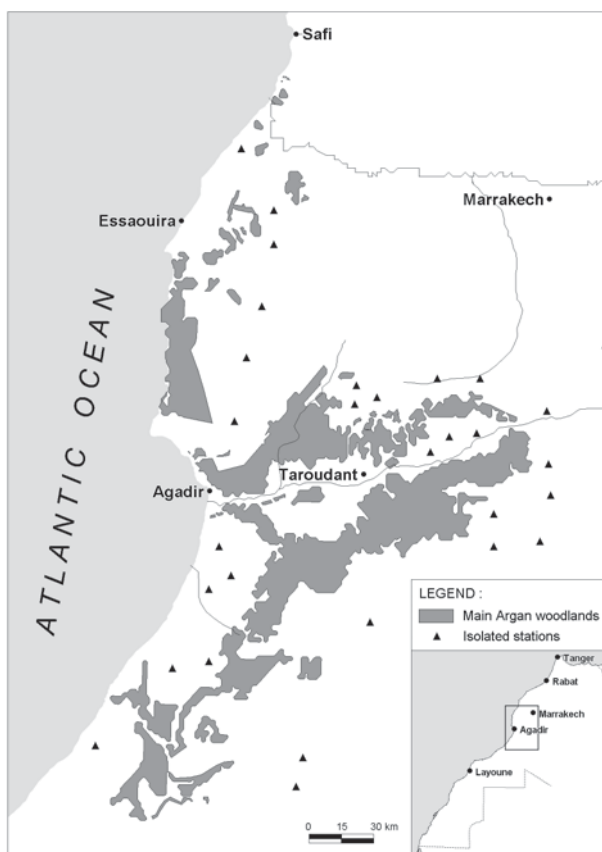 Safi
Marrakech
Essaouira
ATLANTIC OCEAN
Taroudant
Agadir
LEGEND :
Main Argan woodlands
Isolated stations
Tanger
Rabat
Marrakech
Agadir
Layoune
0 15 30 km